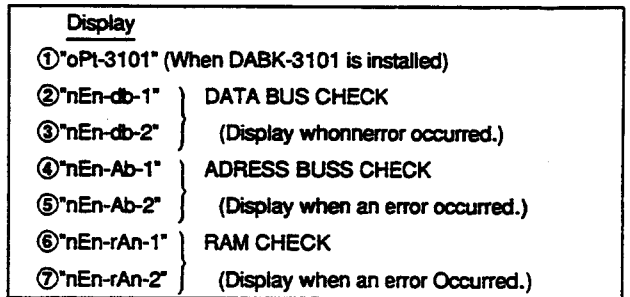 Display
①"oPt-3101" (When DABK-3101 is installed)
②"nEn-db-1" } DATA BUS CHECK
③"nEn-db-2" (Display whonnerror occurred.)
④"nEn-Ab-1" } ADRESS BUSS CHECK
⑤"nEn-Ab-2" (Display when an error occurred.)
⑥"nEn-rAn-1" } RAM CHECK
⑦"nEn-rAn-2" (Display when an error Occurred.)